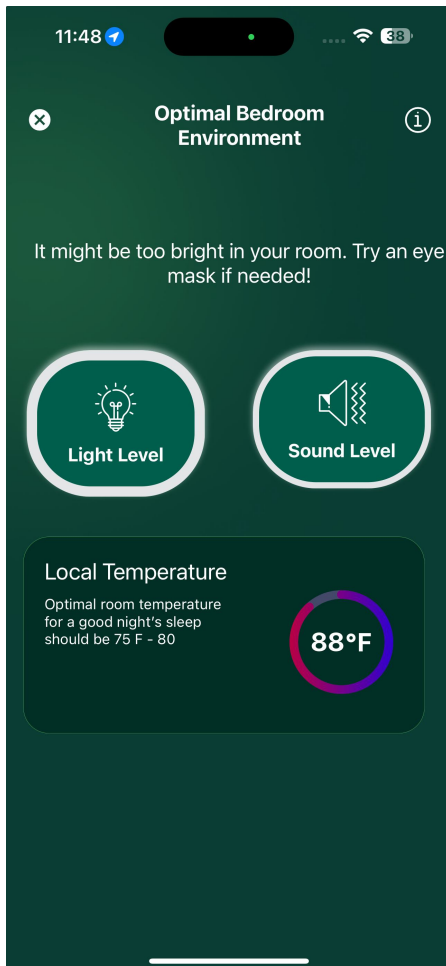 11:48
38
Optimal Bedroom
Environment
It might be too bright in your room. Try an eye
mask if needed!
Light Level
Sound Level
Local Temperature
Optimal room temperature
for a good night's sleep
should be 75 F - 80
88°F